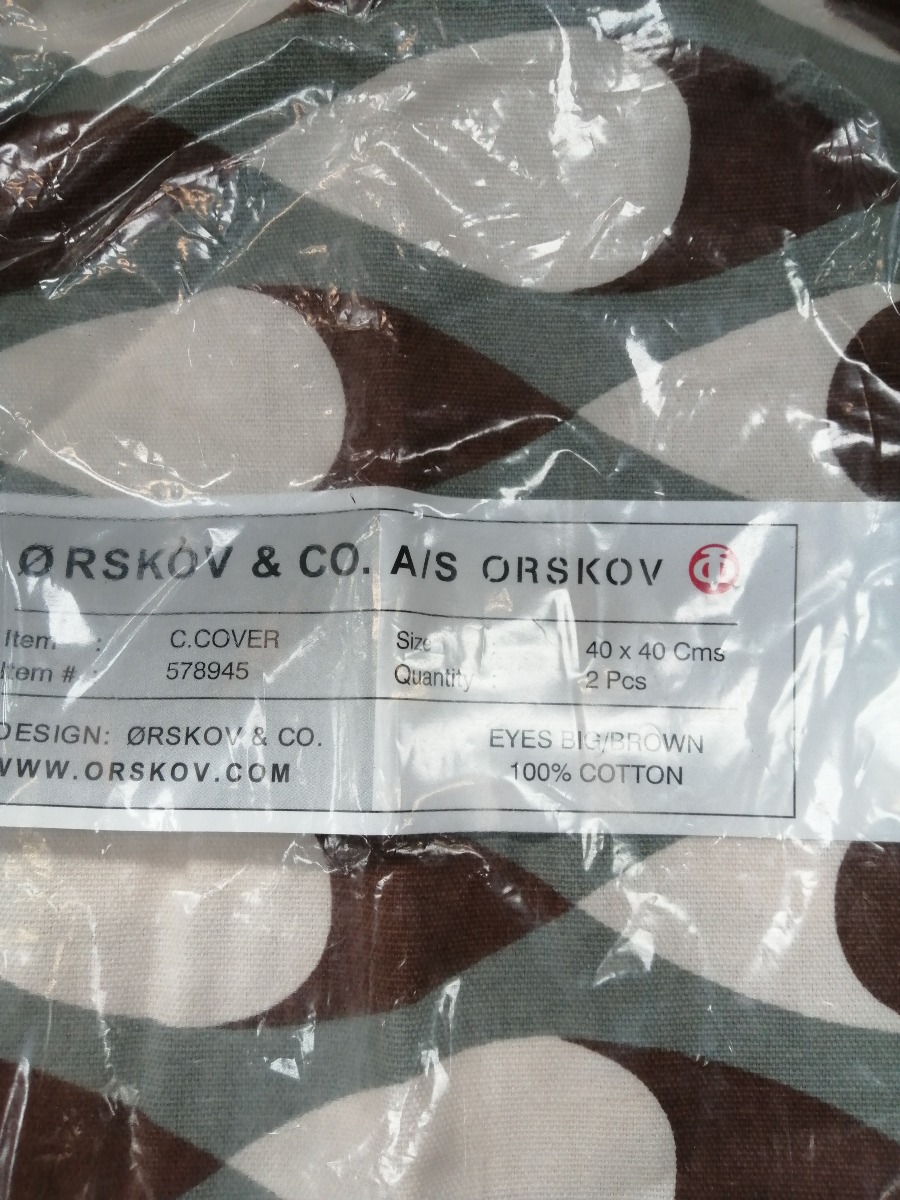 ØRSKOV & CO. A/S ORSKOV
Item : C.COVER
Item # : 578945
Size : 40 x 40 Cms
Quantity : 2 Pcs
DESIGN: ØRSKOV & CO.
WWW.ORSKOV.COM
EYES BIG/BROWN
100% COTTON